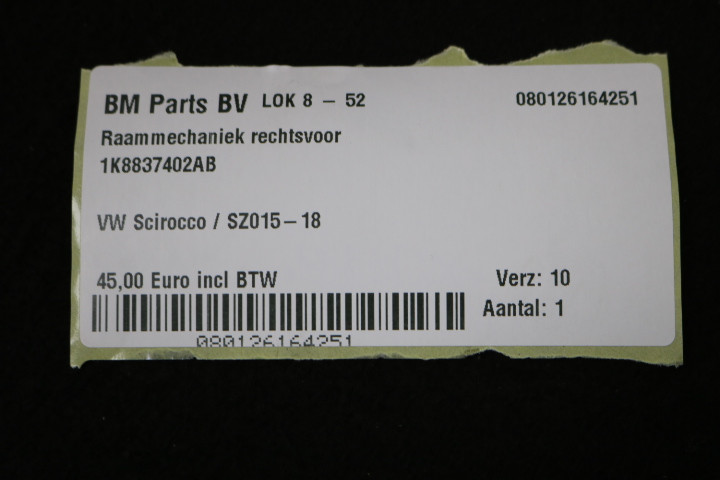 BM Parts BV LOK 8 - 52 080126164251
Raammechaniek rechtsvoor
1K8837402AB
VW Scirocco / SZ015-18
45,00 Euro incl BTW Verz: 10
Aantal: 1
080126164251